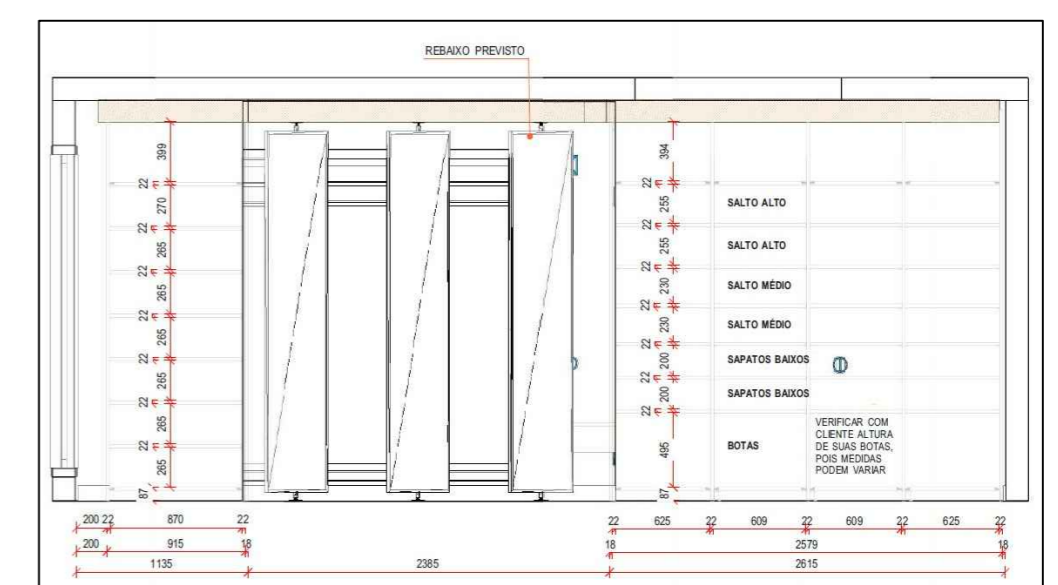 REBAIXO PREVISTO
399
22
270
22
265
22
265
22
265
22
265
22
265
22
265
87
394
22
255
22
255
22
230
22
230
22
200
22
200
22
495
87
SALTO ALTO
SALTO ALTO
SALTO MÉDIO
SALTO MÉDIO
SAPATOS BAIXOS
SAPATOS BAIXOS
BOTAS
VERIFICAR COM
CLIENTE ALTURA
DE SUAS BOTAS,
POIS MEDIDAS
PODEM VARIAR
200 22 870 22 22 625 22 609 22 609 22 625 22
200 915 18 18 2579 18
1135 2385 2615